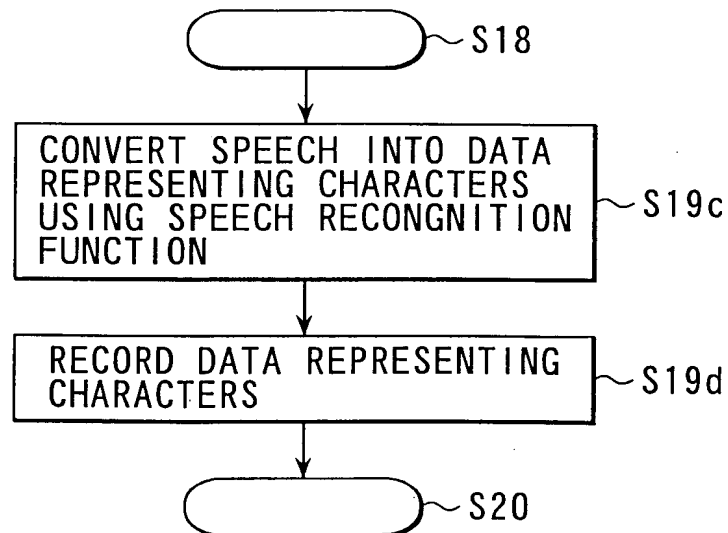 S18
CONVERT SPEECH INTO DATA
REPRESENTING CHARACTERS
USING SPEECH RECONGNITION
FUNCTION
S19c
RECORD DATA REPRESENTING
CHARACTERS
S19d
S20